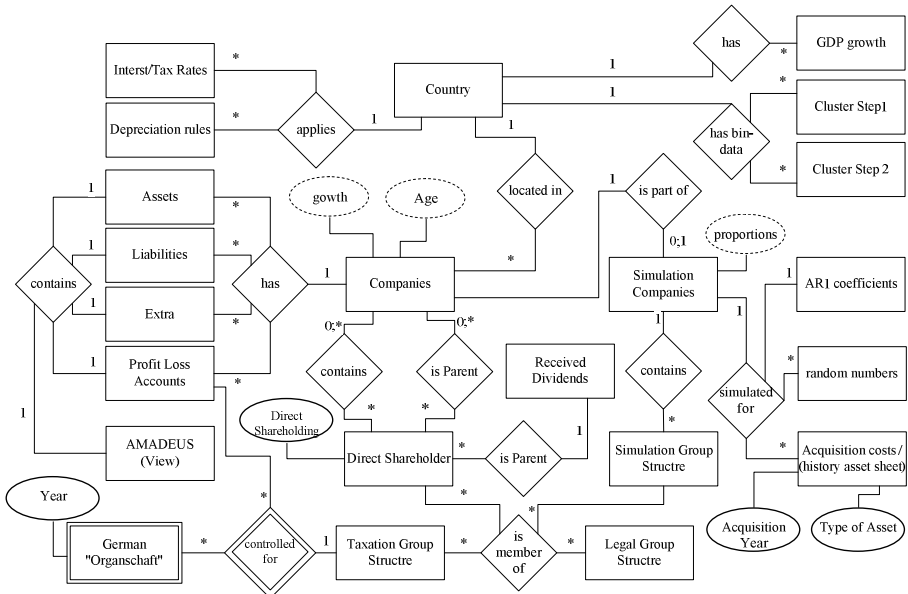 has
GDP growth
*
1
Interst/Tax Rates
*
Country
1
*
Cluster Step1
Depreciation rules
*
applies
1
1
has bin-
data
*
Cluster Step 2
1
Assets
*
gowth
Age
located in
1
is part of
1
Liabilities
*
0;1
proportions
contains
has
1
Companies
*
Simulation
Companies
1
AR1 coefficients
1
Extra
*
1
1
0;*
0;*
1
Profit Loss
Accounts
*
contains
is Parent
Received
Dividends
contains
simulated
for
*
random numbers
1
Direct
Shareholding
*
*
1
*
AMADEUS
(View)
Direct Shareholder
*
is Parent
Simulation Group
Structre
*
Acquisition costs/
(history asset sheet)
Year
*
*
*
Acquisition
Year
Type of Asset
German
"Organschaft"
*
controlled
for
1
Taxation Group
Structre
*
is
member
of
*
Legal Group
Structre